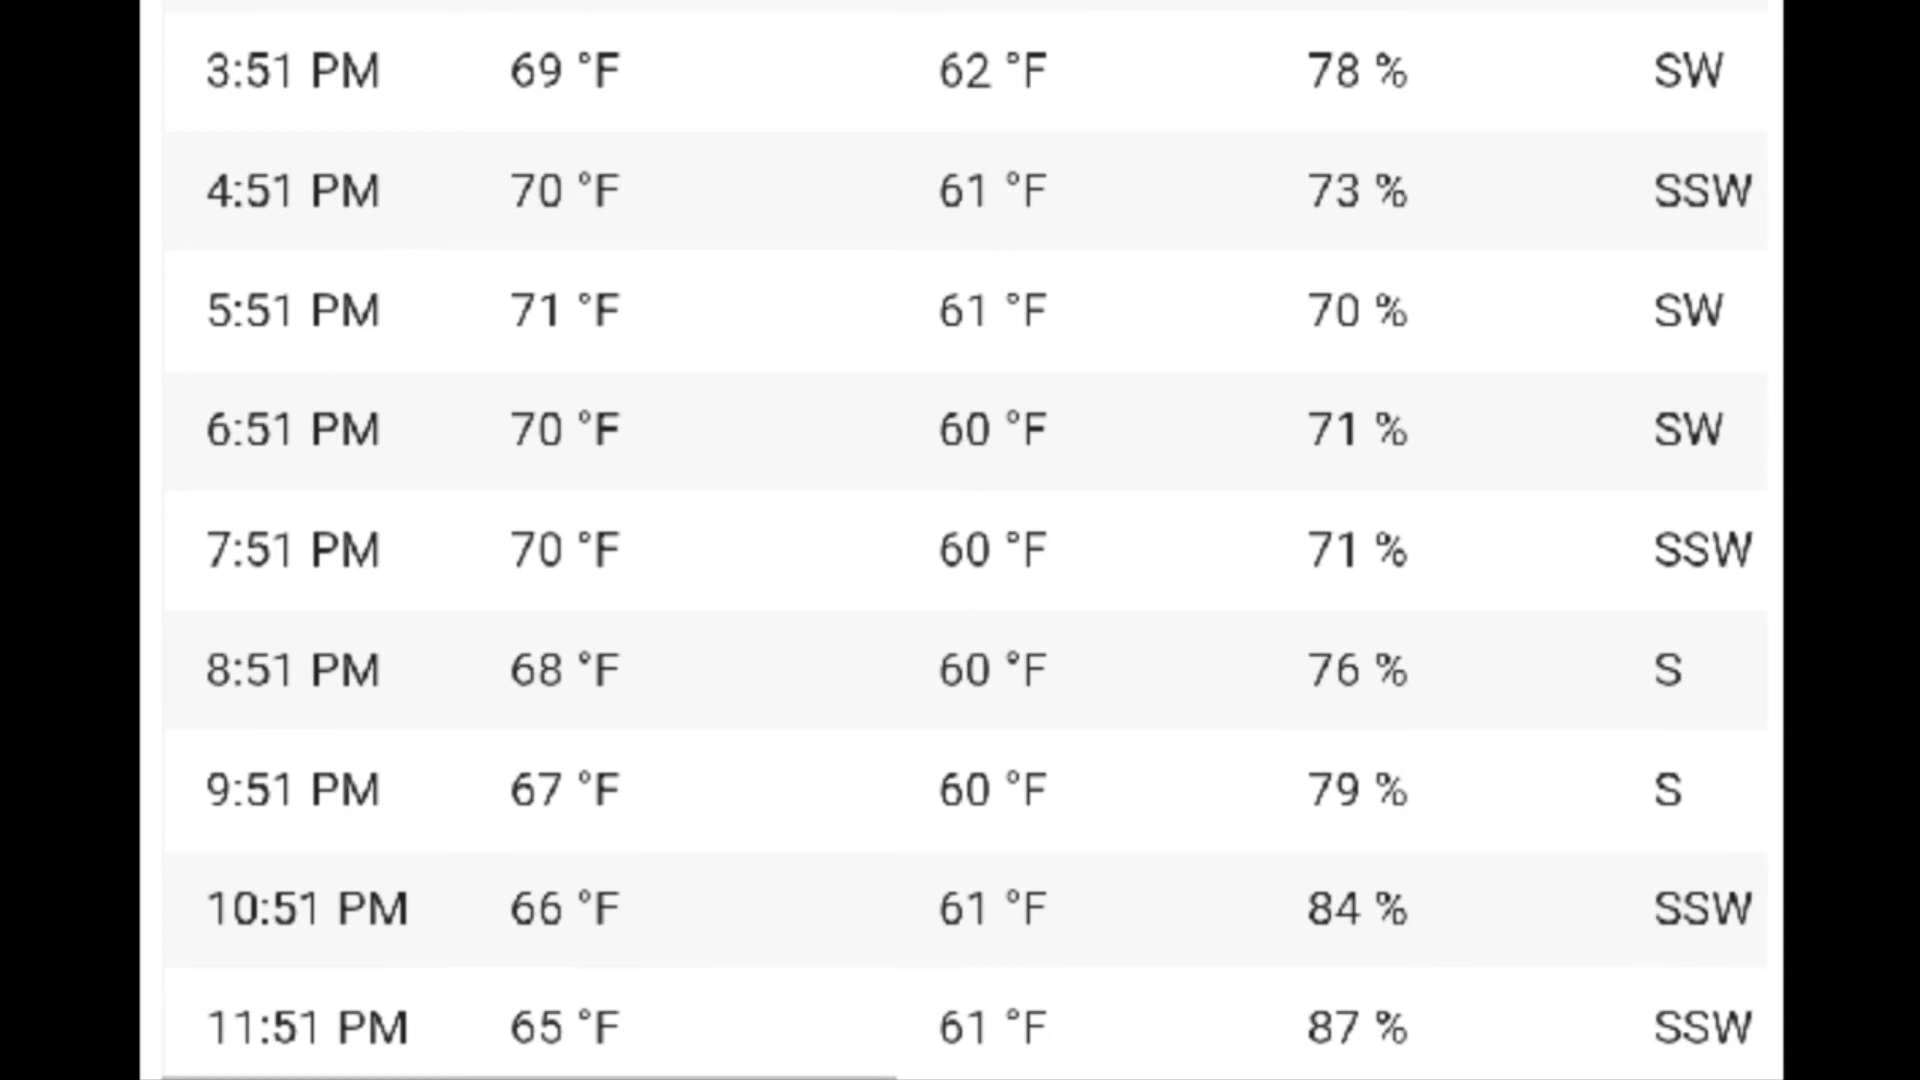 3:51 PM 69 °F 62 °F 78 % SW
4:51 PM 70 °F 61 °F 73 % SSW
5:51 PM 71 °F 61 °F 70 % SW
6:51 PM 70 °F 60 °F 71 % SW
7:51 PM 70 °F 60 °F 71 % SSW
8:51 PM 68 °F 60 °F 76 % S
9:51 PM 67 °F 60 °F 79 % S
10:51 PM 66 °F 61 °F 84 % SSW
11:51 PM 65 °F 61 °F 87 % SSW